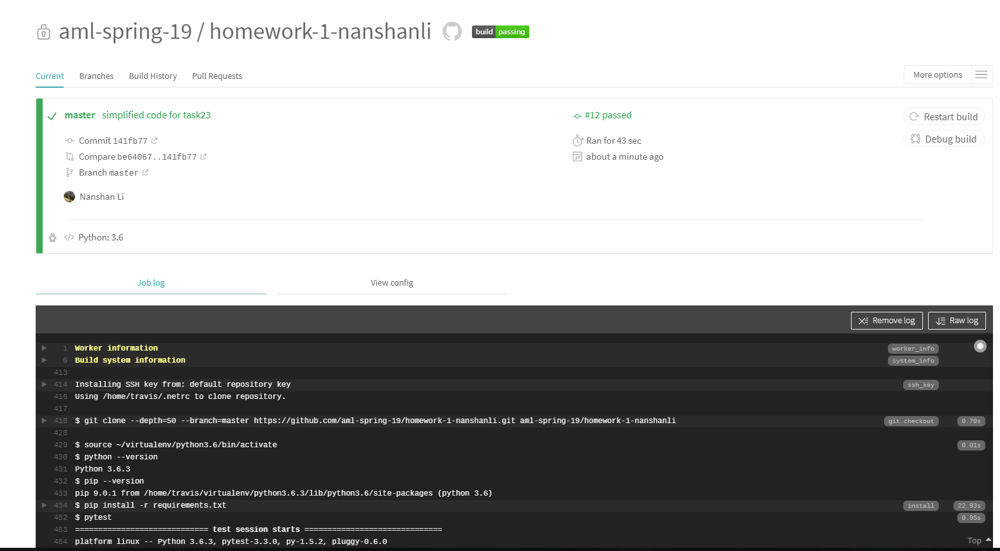 aml-spring-19 / homework-1-nanshanli build passing
Current Branches Build History Pull Requests More options
master simplified code for task23 #12 passed Restart build
Commit 141fb77 Ran for 43 sec Debug build
Compare be64067..141fb77 27 about a minute ago
Branch master
Nanshan Li
</> Python: 3.6
Job log View config
Remove log Raw log
1 Worker information worker_info
6 Build system information system_info
413
414 Installing SSH key from: default repository key ssh_key
416 Using /home/travis/.netrc to clone repository.
417
418 $ git clone --depth=50 --branch=master https://github.com/aml-spring-19/homework-1-nanshanli.git aml-spring-19/homework-1-nanshanli git.checkout 0.70s
428
429 $ source ~/virtualenv/python3.6/bin/activate 0.01s
430 $ python --version
431 Python 3.6.3
432 $ pip --version
433 pip 9.0.1 from /home/travis/virtualenv/python3.6.3/lib/python3.6/site-packages (python 3.6)
434 $ pip install -r requirements.txt install 22.93s
482 $ pytest 0.95s
483 ============================= test session starts ==============================
484 platform linux -- Python 3.6.3, pytest-3.3.0, py-1.5.2, pluggy-0.6.0
Top